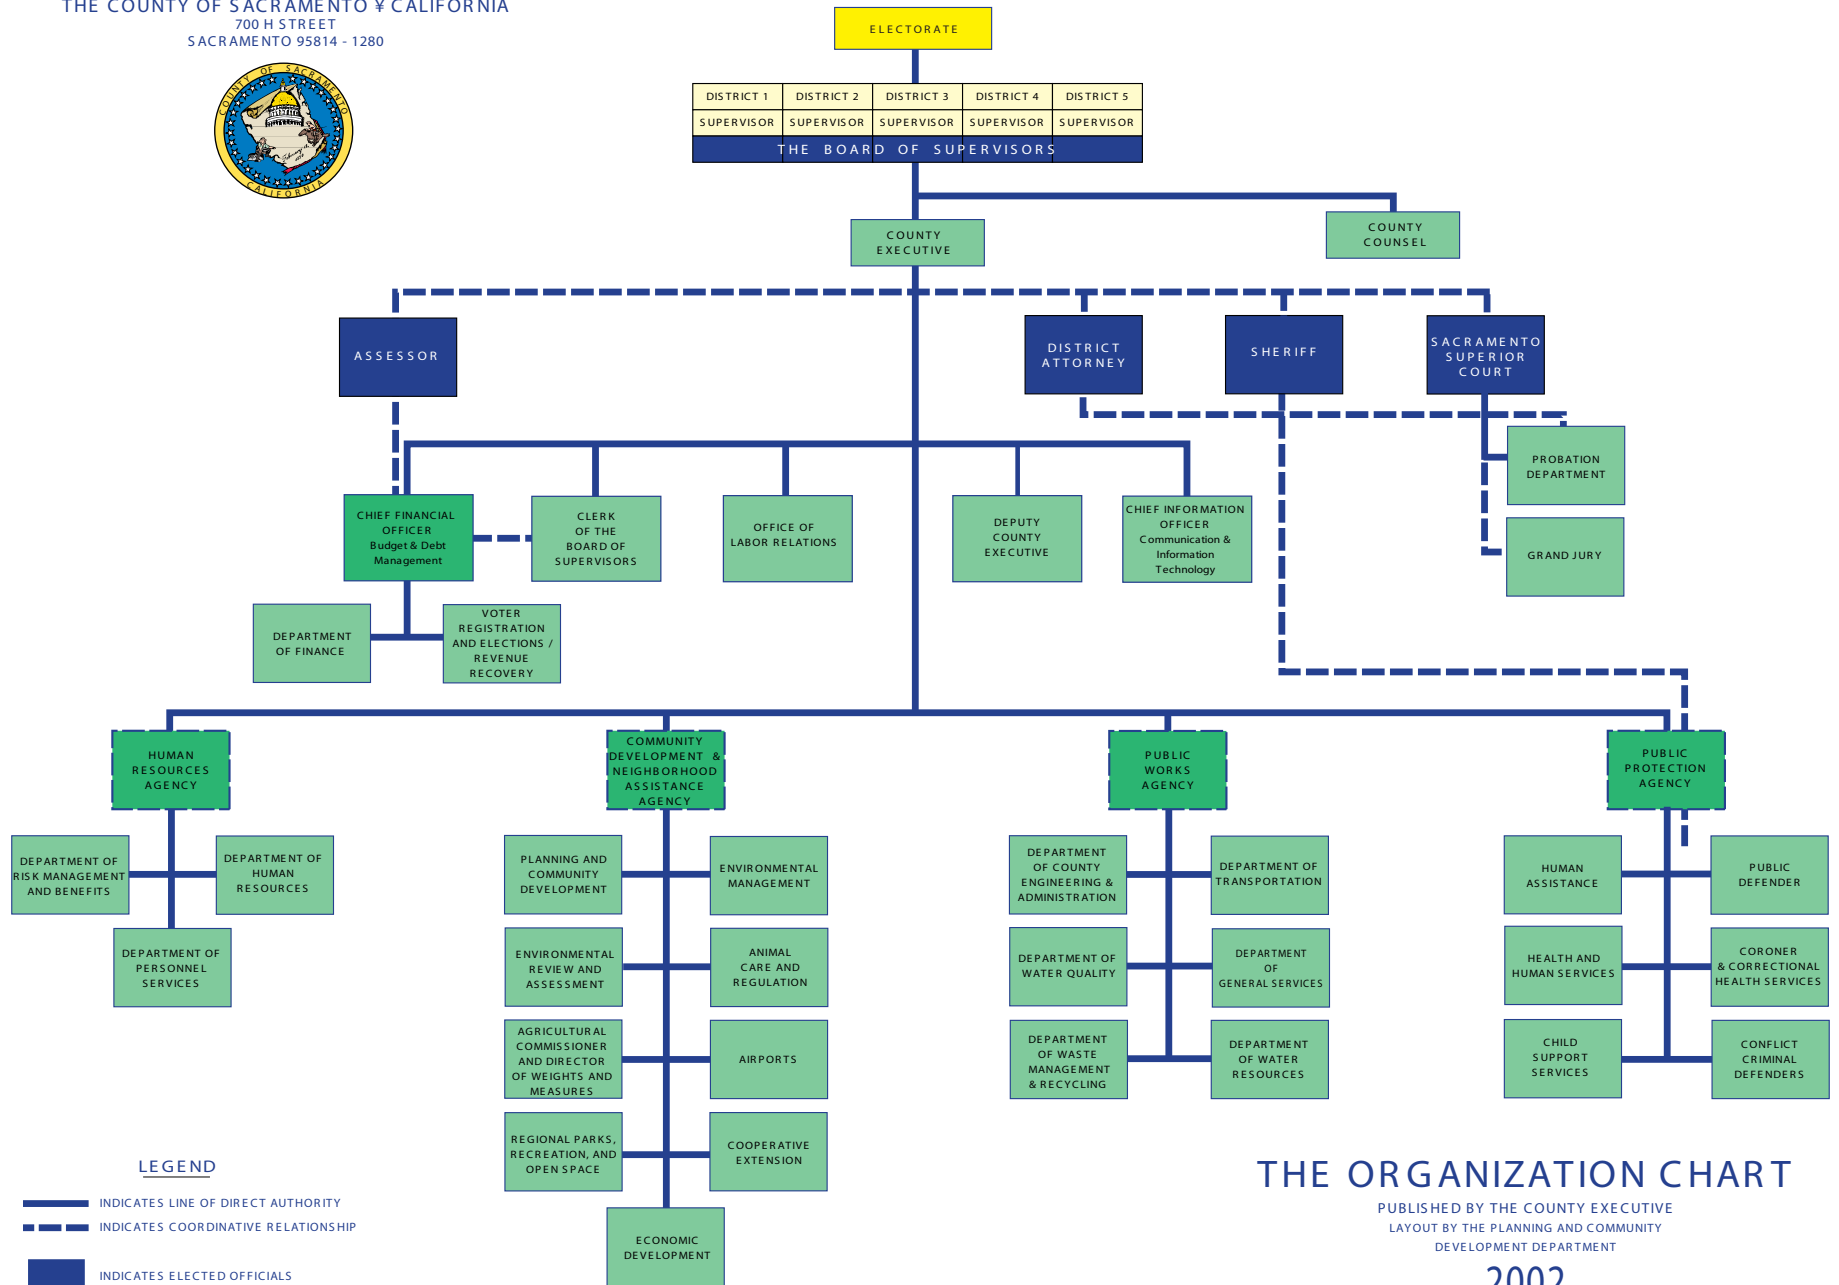 THE COUNTY OF SACRAMENTO ¥ CALIFORNIA
700 H STREET
SACRAMENTO 95814 - 1280
COUNTY OF SACRAMENTO
CALIFORNIA
ELECTORATE
DISTRICT 1
DISTRICT 2
DISTRICT 3
DISTRICT 4
DISTRICT 5
SUPERVISOR
SUPERVISOR
SUPERVISOR
SUPERVISOR
SUPERVISOR
THE BOARD OF SUPERVISORS
COUNTY
EXECUTIVE
COUNTY
COUNSEL
ASSESSOR
DISTRICT
ATTORNEY
SHERIFF
SACRAMENTO
SUPERIOR
COURT
PROBATION
DEPARTMENT
GRAND JURY
CHIEF FINANCIAL
OFFICER
Budget & Debt
Management
CLERK
OF THE
BOARD OF
SUPERVISORS
OFFICE OF
LABOR RELATIONS
DEPUTY
COUNTY
EXECUTIVE
CHIEF INFORMATION
OFFICER
Communication &
Information
Technology
DEPARTMENT
OF FINANCE
VOTER
REGISTRATION
AND ELECTIONS /
REVENUE
RECOVERY
HUMAN
RESOURCES
AGENCY
COMMUNITY
DEVELOPMENT &
NEIGHBORHOOD
ASSISTANCE
AGENCY
PUBLIC
WORKS
AGENCY
PUBLIC
PROTECTION
AGENCY
DEPARTMENT OF
RISK MANAGEMENT
AND BENEFITS
DEPARTMENT OF
HUMAN
RESOURCES
DEPARTMENT OF
PERSONNEL
SERVICES
PLANNING AND
COMMUNITY
DEVELOPMENT
ENVIRONMENTAL
MANAGEMENT
ENVIRONMENTAL
REVIEW AND
ASSESSMENT
ANIMAL
CARE AND
REGULATION
AGRICULTURAL
COMMISSIONER
AND DIRECTOR
OF WEIGHTS AND
MEASURES
AIRPORTS
REGIONAL PARKS,
RECREATION, AND
OPEN SPACE
COOPERATIVE
EXTENSION
ECONOMIC
DEVELOPMENT
DEPARTMENT
OF COUNTY
ENGINEERING &
ADMINISTRATION
DEPARTMENT OF
TRANSPORTATION
DEPARTMENT OF
WATER QUALITY
DEPARTMENT
OF
GENERAL SERVICES
DEPARTMENT
OF WASTE
MANAGEMENT
& RECYCLING
DEPARTMENT
OF WATER
RESOURCES
HUMAN
ASSISTANCE
PUBLIC
DEFENDER
HEALTH AND
HUMAN SERVICES
CORONER
& CORRECTIONAL
HEALTH SERVICES
CHILD
SUPPORT
SERVICES
CONFLICT
CRIMINAL
DEFENDERS
LEGEND
INDICATES LINE OF DIRECT AUTHORITY
INDICATES COORDINATIVE RELATIONSHIP
INDICATES ELECTED OFFICIALS
THE ORGANIZATION CHART
PUBLISHED BY THE COUNTY EXECUTIVE
LAYOUT BY THE PLANNING AND COMMUNITY
DEVELOPMENT DEPARTMENT
2002